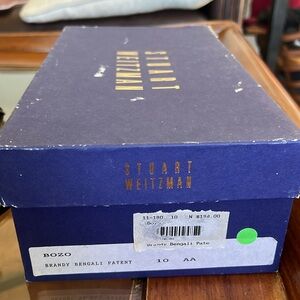 STUART
WEITZMAN
STUART
WEITZMAN
11-180 10 N $198.00
Brandy Bengali Pate
BOZO
BRANDY BENGALI PATENT 10 AA